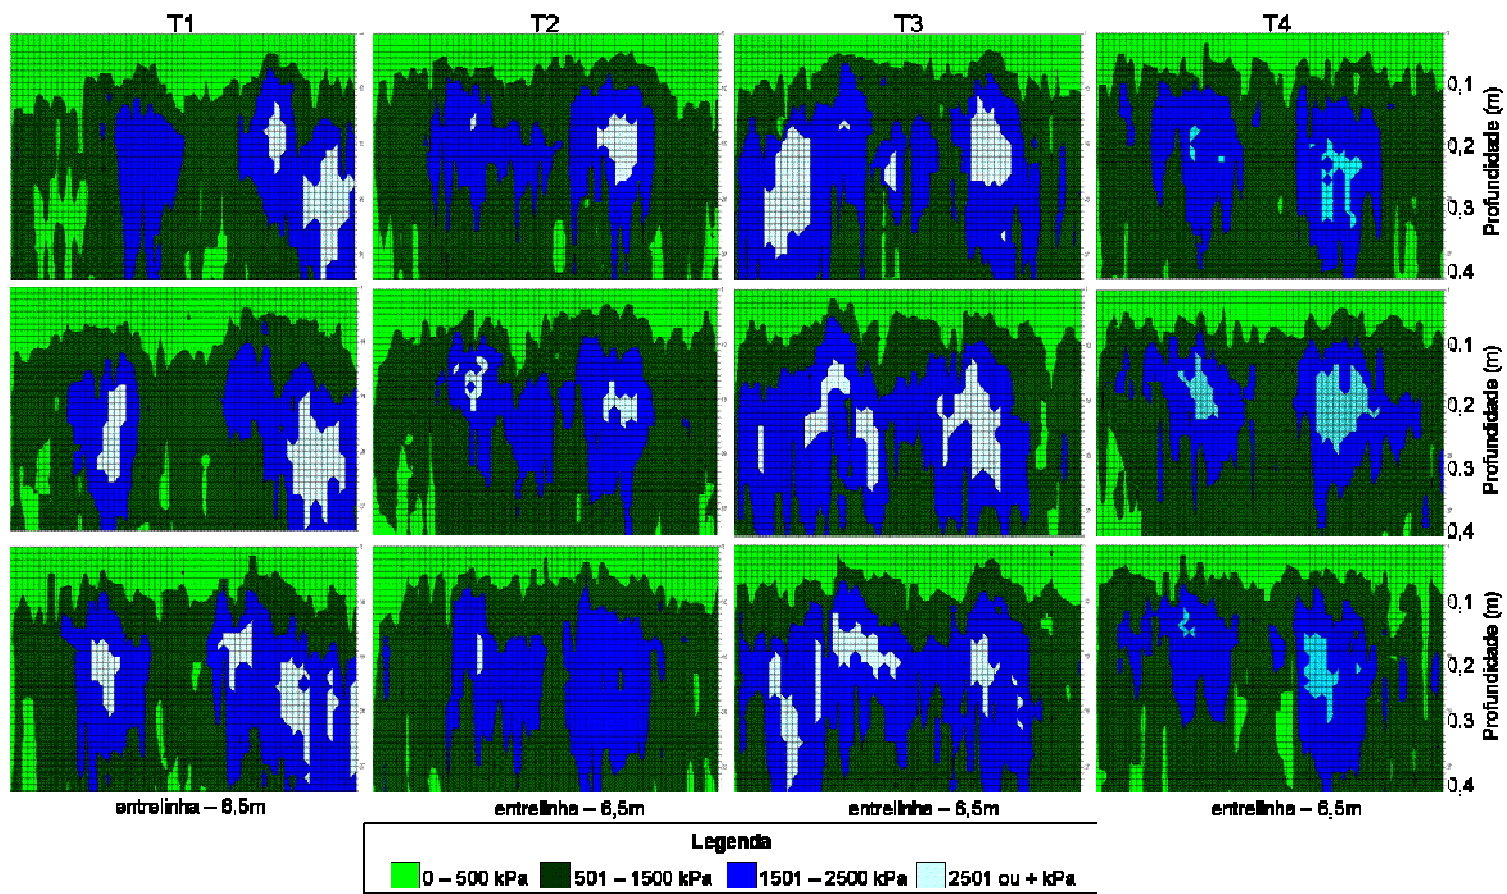 T1 T2 T3 T4
0,1
0,2
0,3
0,4
Profundidade (m)
0,1
0,2
0,3
0,4
Profundidade (m)
0,1
0,2
0,3
0,4
Profundidade (m)
entrelinha – 6,5m entrelinha – 6,5m entrelinha – 6,5m entrelinha – 6,5m
Legenda
0 – 500 kPa 501 – 1500 kPa 1501 – 2500 kPa 2501 ou + kPa